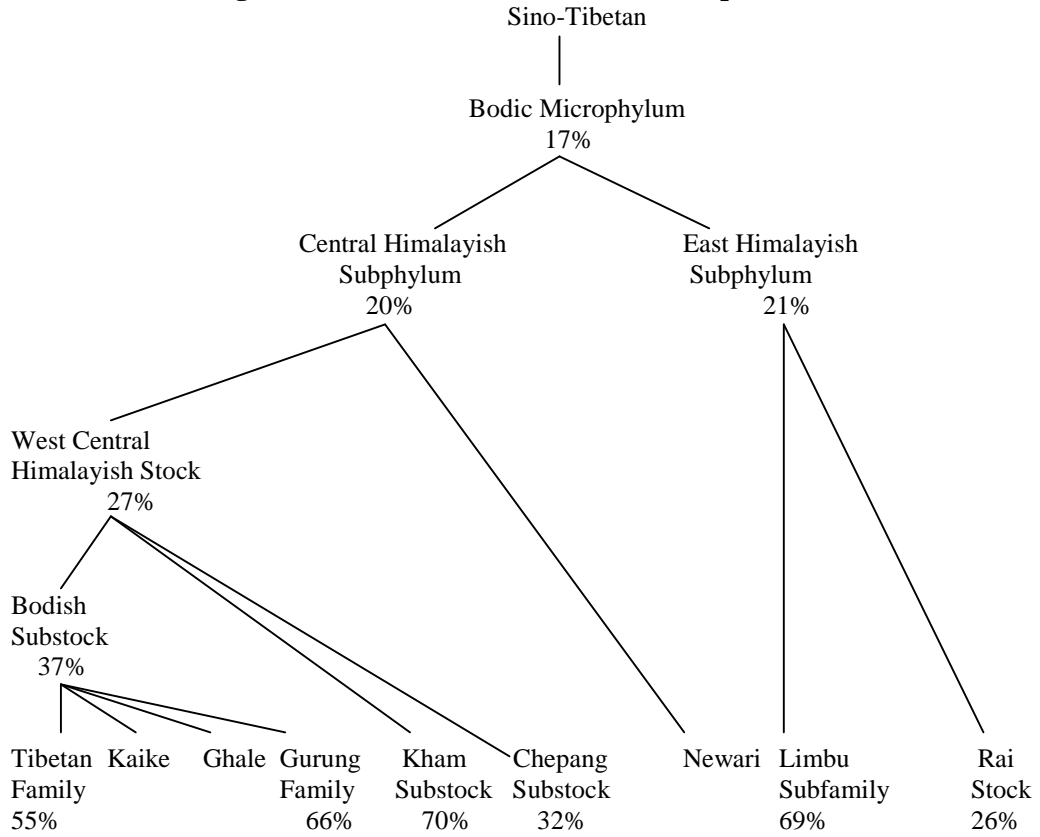 Sino-Tibetan
Bodic Microphylum
17%
Central Himalayish
Subphylum
20%
East Himalayish
Subphylum
21%
West Central
Himalayish Stock
27%
Bodish
Substock
37%
Tibetan
Family
55%
Kaike
Ghale
Gurung
Family
66%
Kham
Substock
70%
Chepang
Substock
32%
Newari
Limbu
Subfamily
69%
Rai
Stock
26%